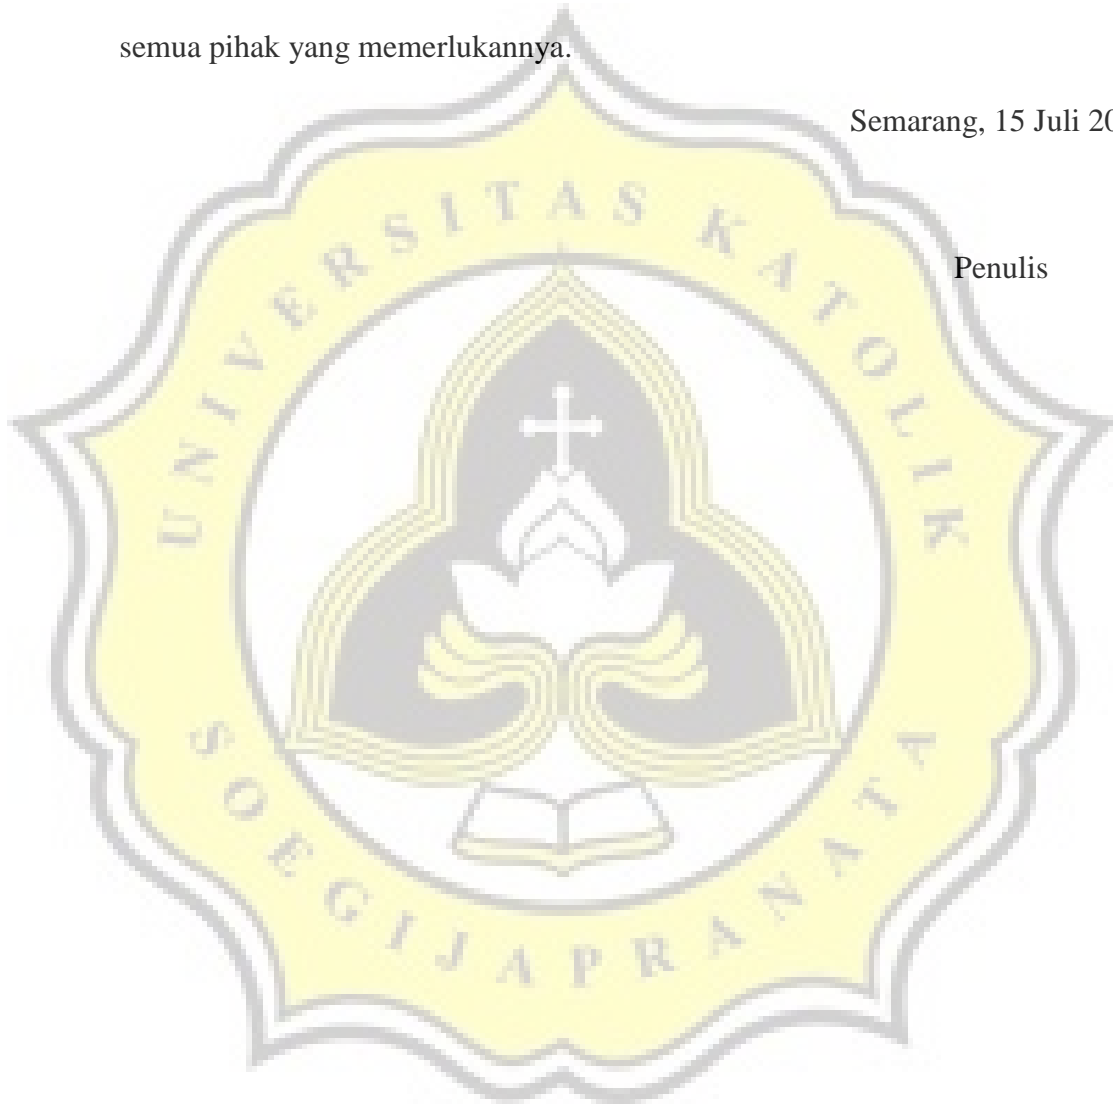 semua pihak yang memerlukannya.
Semarang, 15 Juli 20
Penulis
UNIVERSITAS KATOLIK
SOEGIJAPRANATA